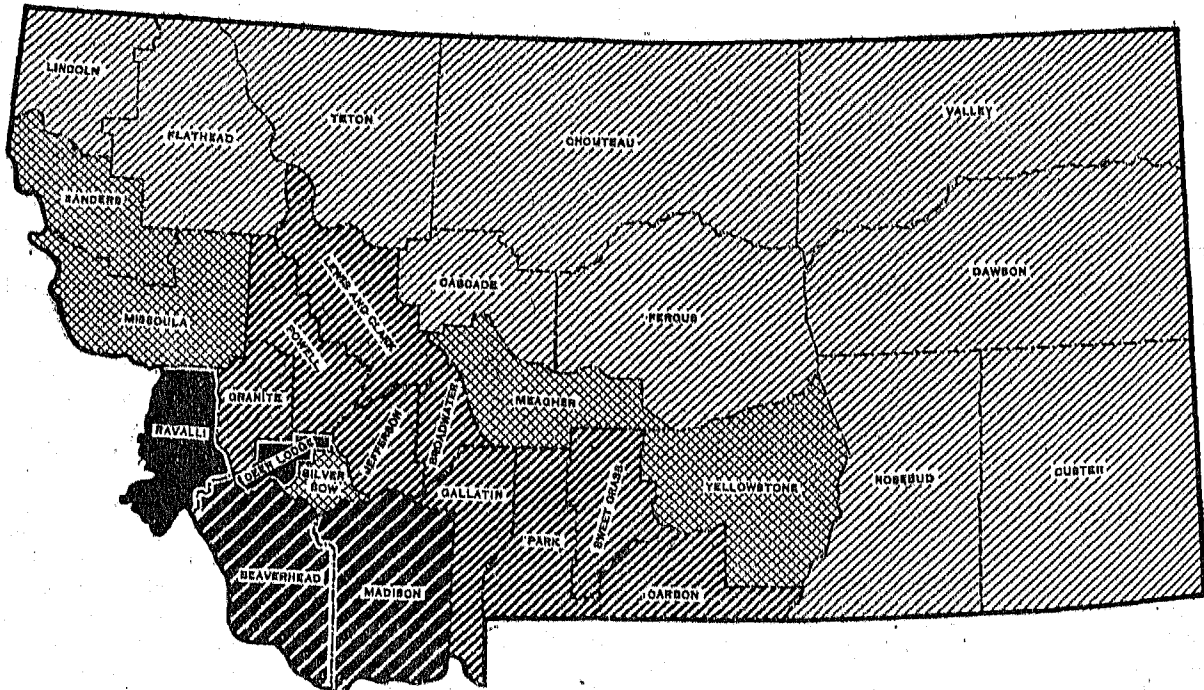 LINCOLN
FLATHEAD
TETON
CHOUTEAU
VALLEY
SANDERS
MISSOULA
POWELL
LEWIS AND CLARK
CASCADE
FERGUS
DAWSON
RAVALLI
GRANITE
DEER LODGE
SILVER
BOW
JEFFERSON
BROADWATER
MEAGHER
GALLATIN
PARK
SWEET GRASS
YELLOWSTONE
ROSEBUD
CUSTER
BEAVERHEAD
MADISON
CARBON